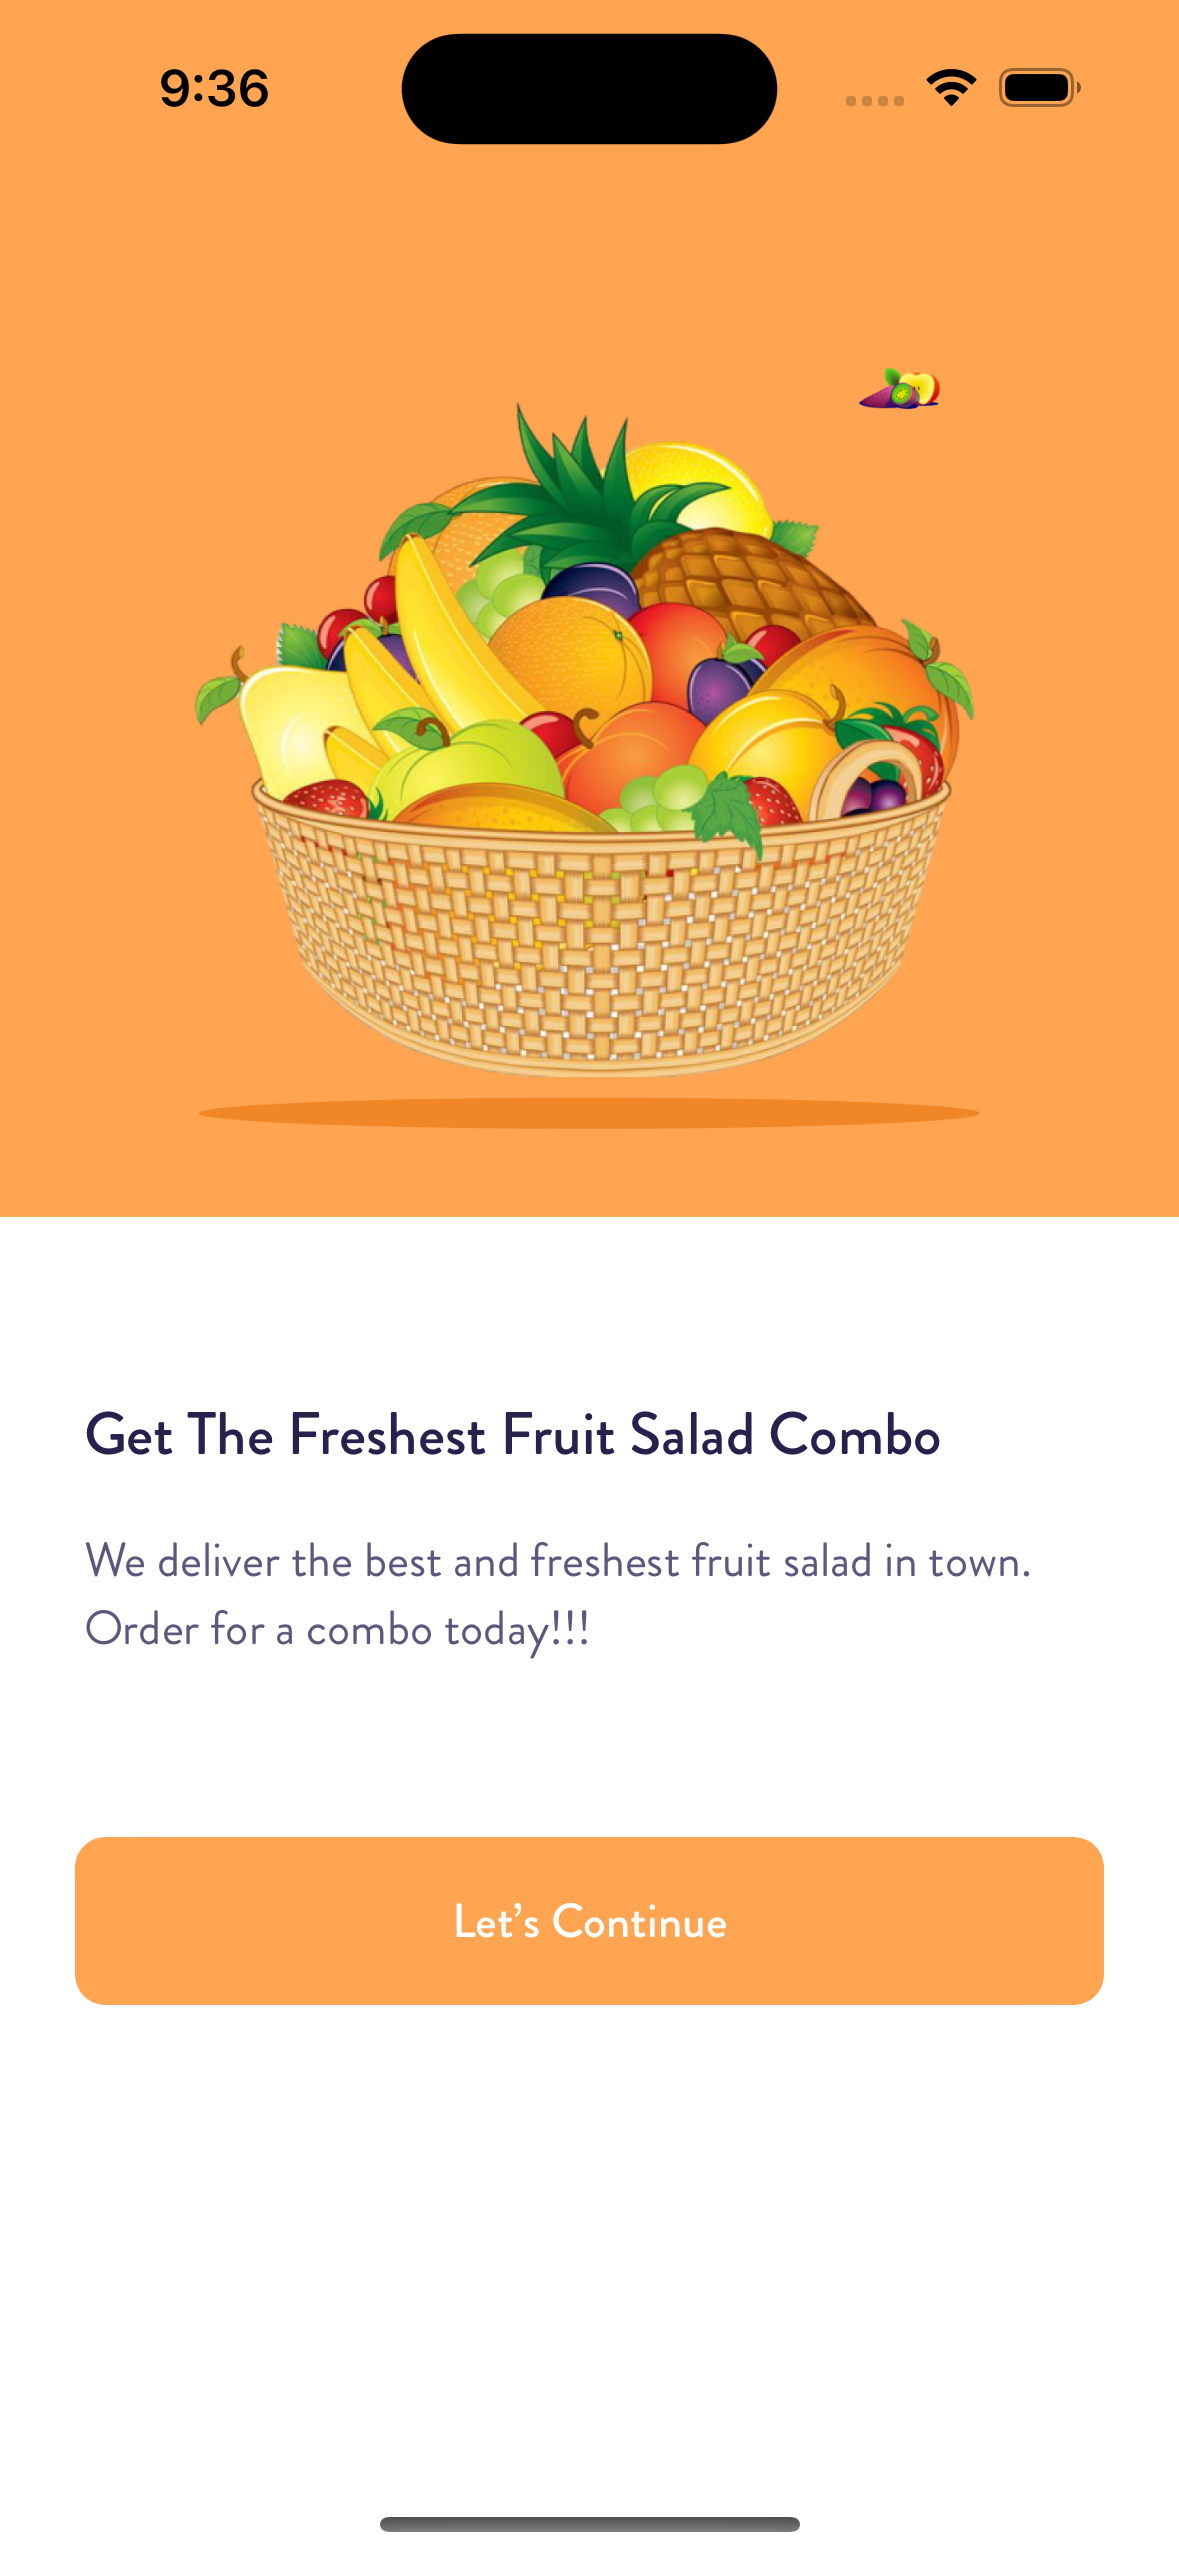 9:36
Get The Freshest Fruit Salad Combo
We deliver the best and freshest fruit salad in town.
Order for a combo today!!!
Let’s Continue